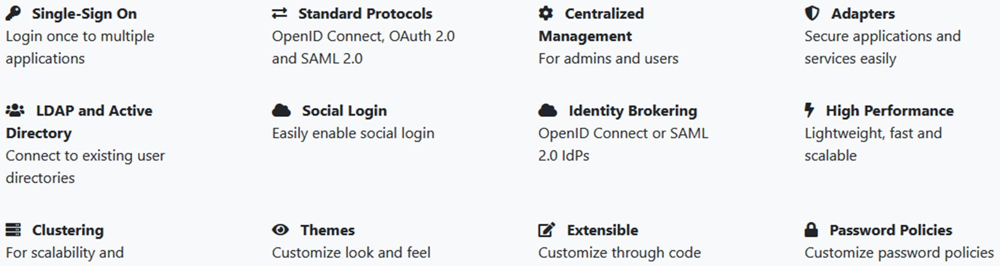 Single-Sign On
Login once to multiple
applications
Standard Protocols
OpenID Connect, OAuth 2.0
and SAML 2.0
Centralized
Management
For admins and users
Adapters
Secure applications and
services easily
LDAP and Active
Directory
Connect to existing user
directories
Social Login
Easily enable social login
Identity Brokering
OpenID Connect or SAML
2.0 IdPs
High Performance
Lightweight, fast and
scalable
Clustering
For scalability and
Themes
Customize look and feel
Extensible
Customize through code
Password Policies
Customize password policies